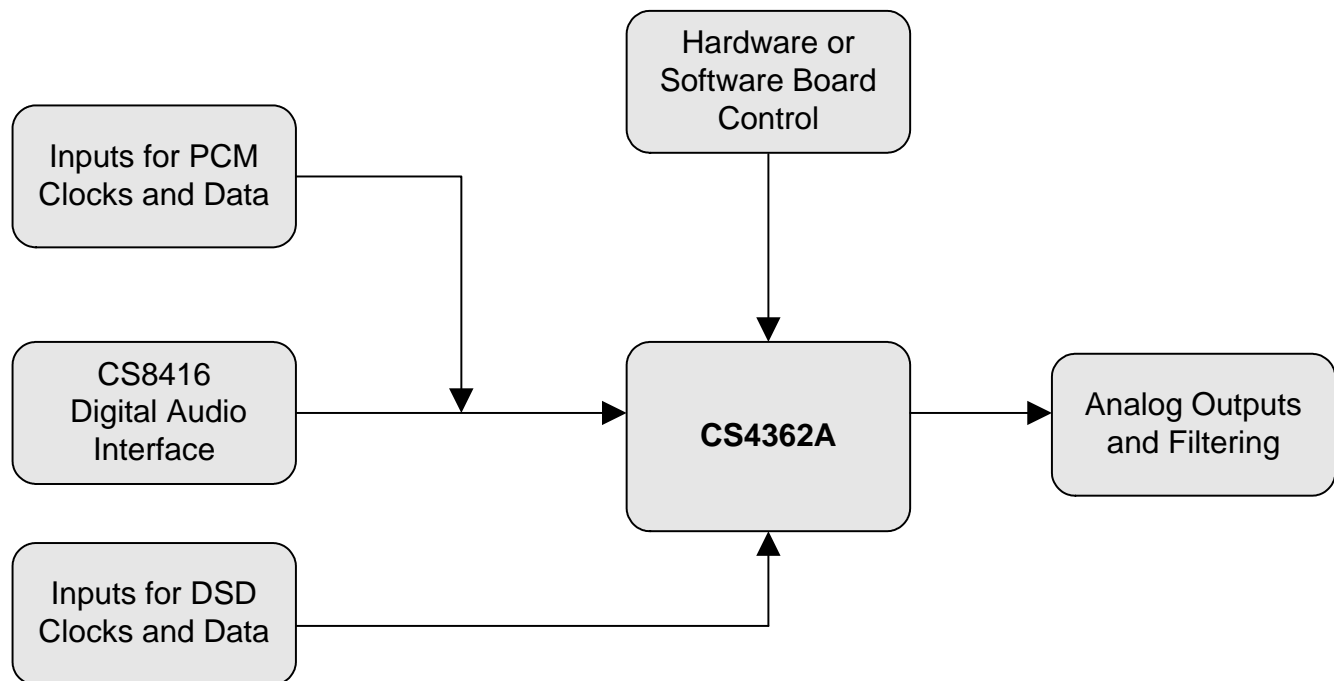 Hardware or
Software Board
Control
Inputs for PCM
Clocks and Data
CS8416
Digital Audio
Interface
CS4362A
Analog Outputs
and Filtering
Inputs for DSD
Clocks and Data